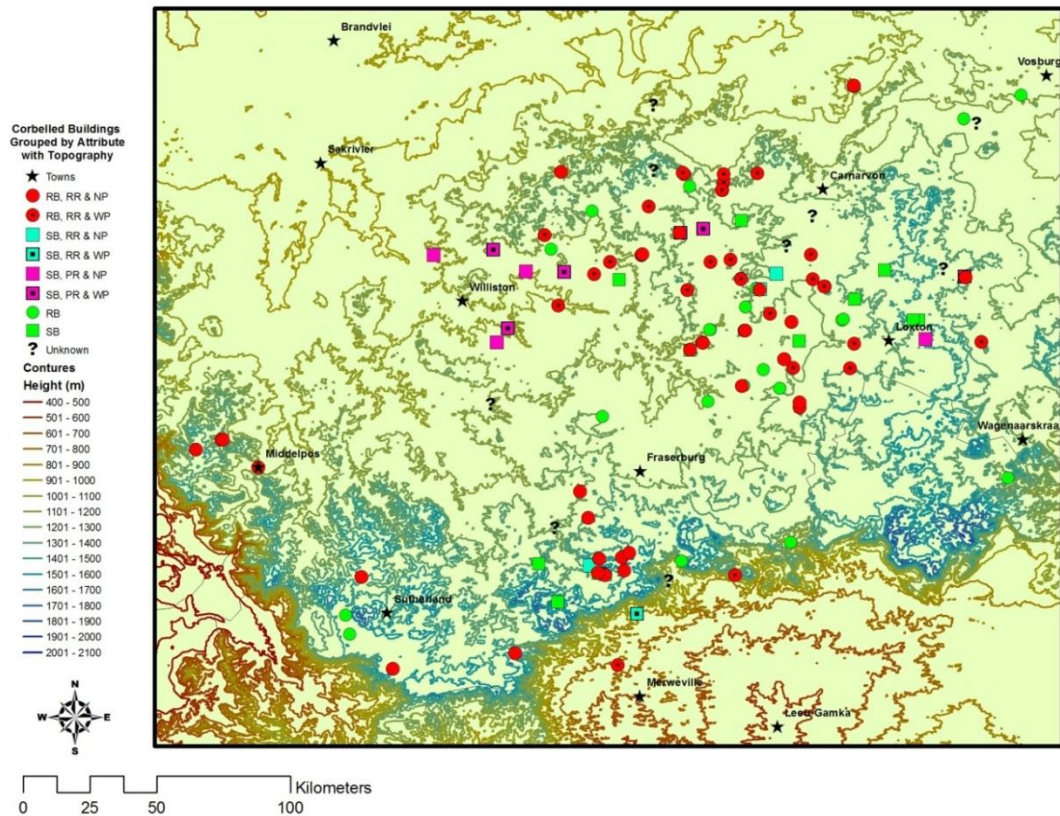 Corbelled Buildings
Grouped by Attribute
with Topography
Towns
RB, RR & NP
RB, RR & WP
SB, RR & NP
SB, RR & WP
SB, PR & NP
SB, PR & WP
RB
SB
? Unknown
Contures
Height (m)
400 - 500
501 - 600
601 - 700
701 - 800
801 - 900
901 - 1000
1001 - 1100
1101 - 1200
1201 - 1300
1301 - 1400
1401 - 1500
1501 - 1600
1601 - 1700
1701 - 1800
1801 - 1900
1901 - 2000
2001 - 2100
N
W E
S
0 25 50 100
Kilometers
Brandvlei
Vosburg
?
?
Sakrivier
?
Carnarvon
?
?
?
Williston
Loxton
?
Wagenaarskraal
Middelpos
Fraserburg
?
?
Sutherland
Merweville
Leeu-Gamka